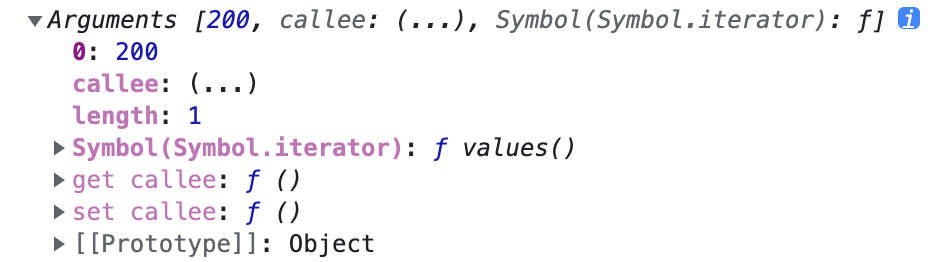 ▼Arguments [200, callee: (...), Symbol(Symbol.iterator): ƒ] i
0: 200
callee: (...)
length: 1
▶Symbol(Symbol.iterator): ƒ values()
▶get callee: ƒ ()
▶set callee: ƒ ()
▶[[Prototype]]: Object